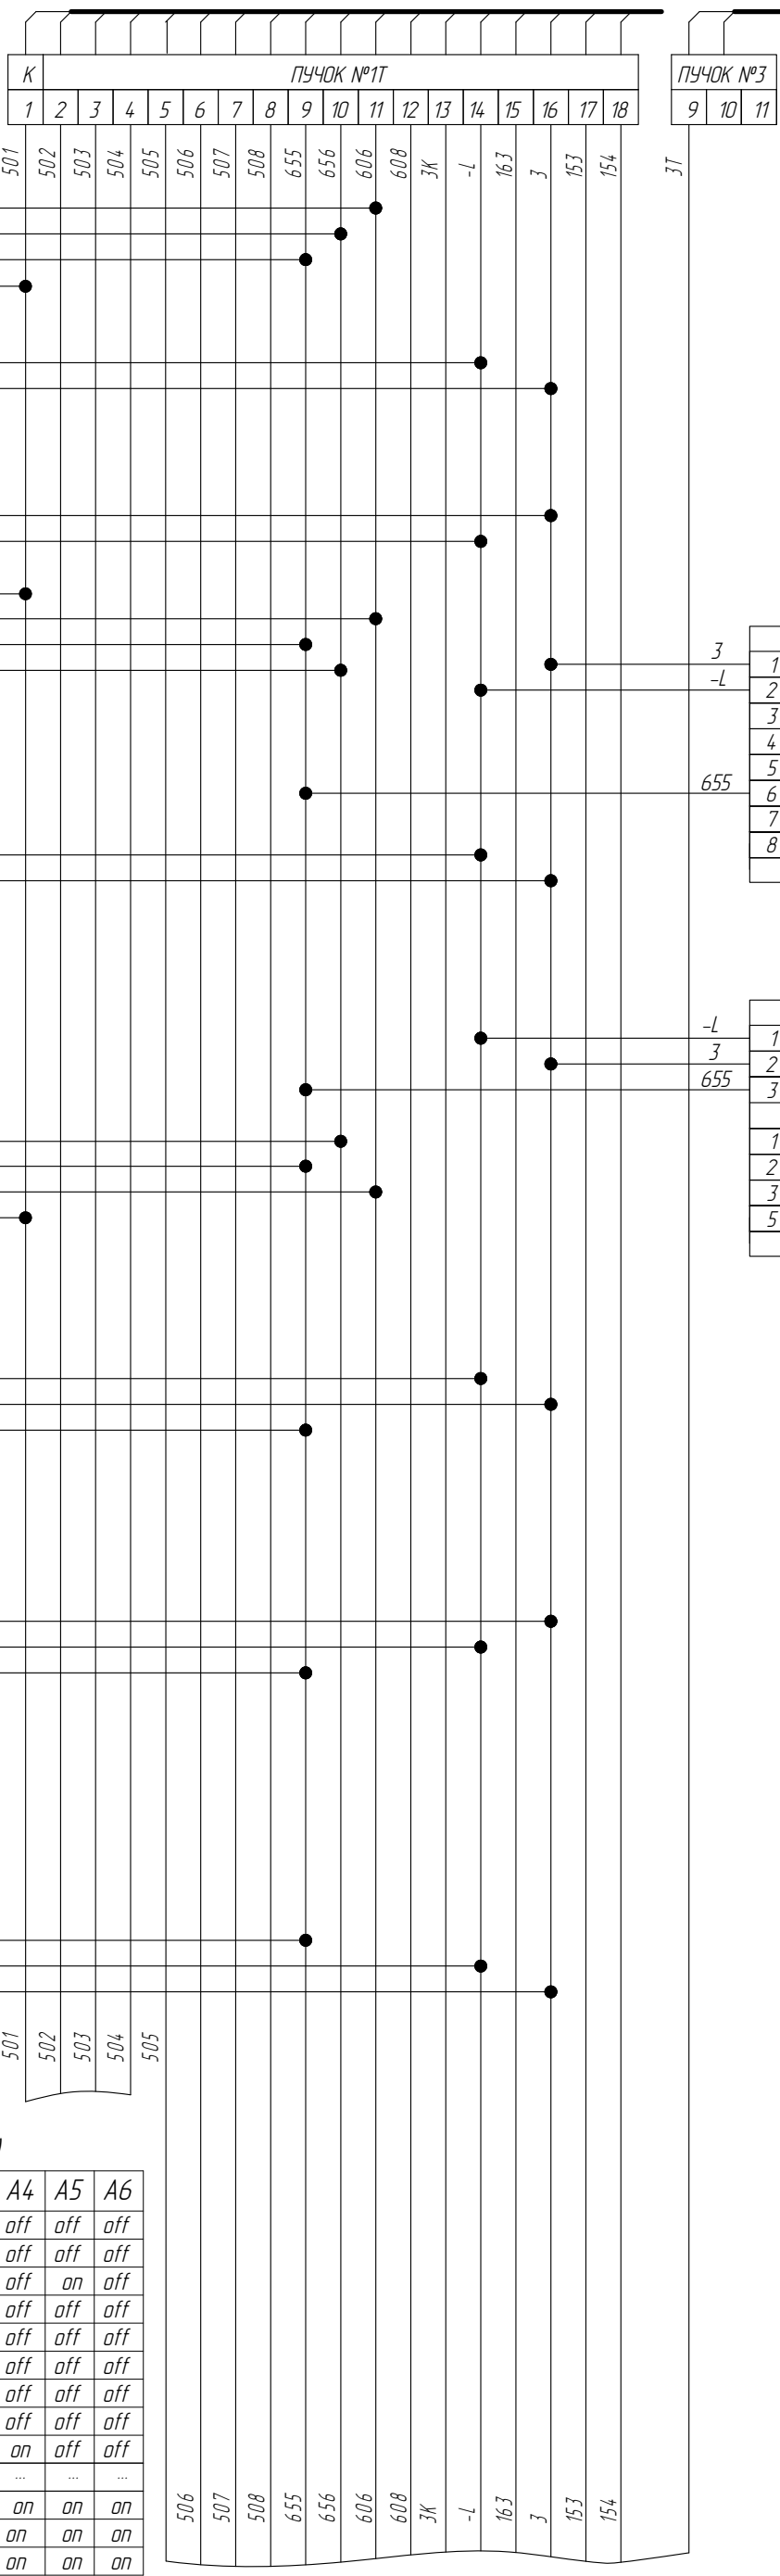 К ПУЧОК №1Т ПУЧОК №3
1 2 3 4 5 6 7 8 9 10 11 12 13 14 15 16 17 18 9 10 11
501 502 503 504 505 506 507 508 655 656 606 608 3К -L 163 3 153 154 3Т
3 1
-L 2
3
4
5
655 6
7
8
-L 1
3 2
655 3
1
2
3
5
501 502 503 504 505
А4 А5 А6
off off off
off off off
off on off
off off off
off off off
off off off
off off off
off off off
on off off
... ... ...
on on on
on on on
on on on
506 507 508 655 656 606 608 3К -L 163 3 153 154